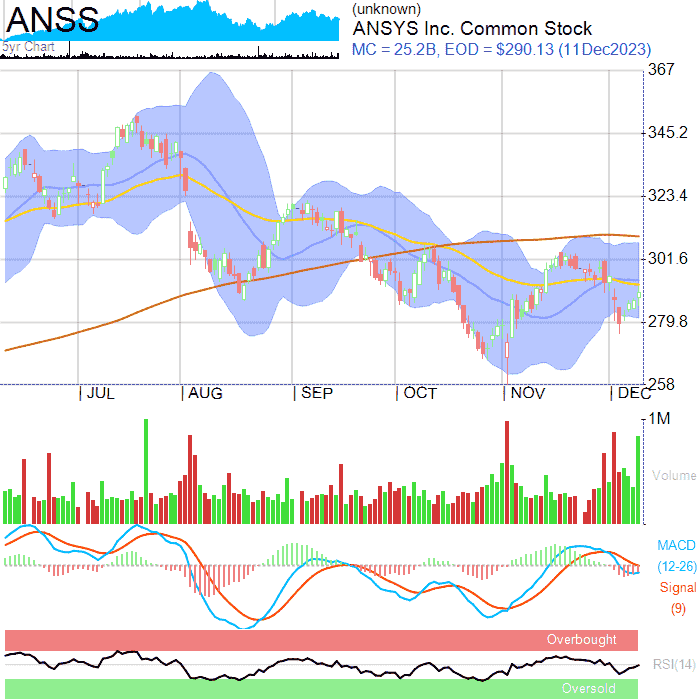 ANSS
(unknown)
ANSYS Inc. Common Stock
5yr Chart
MC = 25.2B, EOD = $290.13 (11Dec2023)
367
345.2
323.4
301.6
279.8
258
| JUL | AUG | SEP | OCT | NOV | DEC
1M
Volume
MACD
(12-26)
Signal
(9)
Overbought
RSI(14)
Oversold